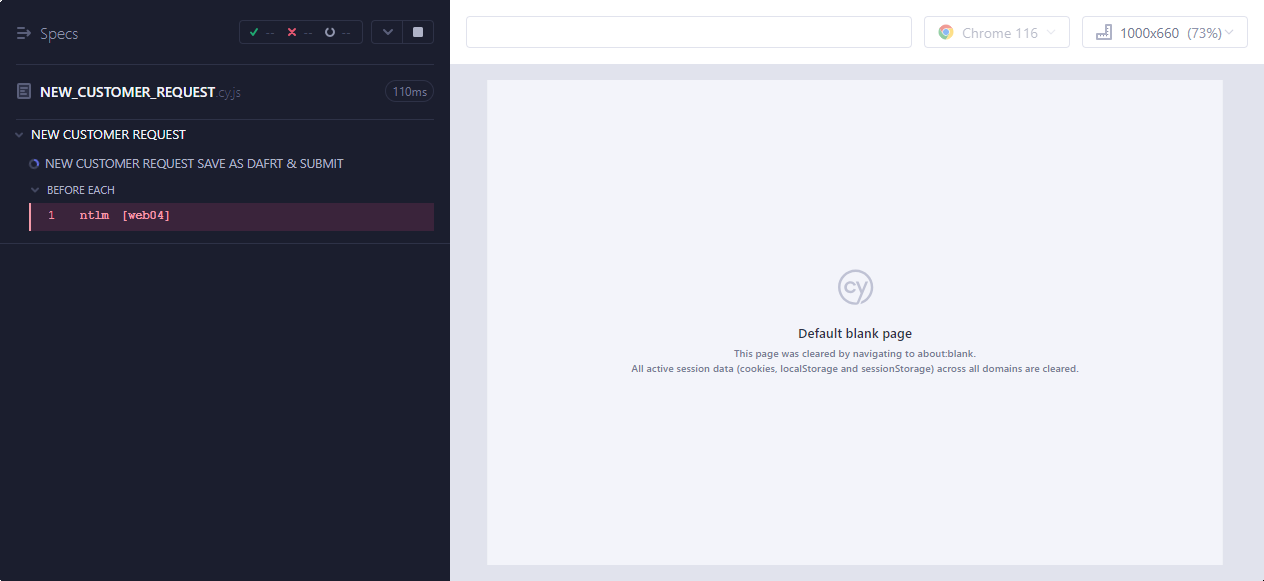 Specs
-- -- --
Chrome 116
1000x660 (73%)
NEW_CUSTOMER_REQUEST.cy.js
110ms
NEW CUSTOMER REQUEST
NEW CUSTOMER REQUEST SAVE AS DAFRT & SUBMIT
BEFORE EACH
1 ntlm [web04]
cy
Default blank page
This page was cleared by navigating to about:blank.
All active session data (cookies, localStorage and sessionStorage) across all domains are cleared.